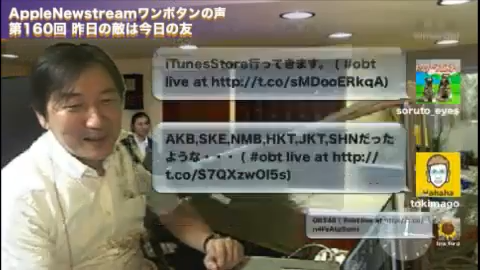 AppleNewstreamワンボタンの声
第160回 昨日の敵は今日の友
iTunesStore行ってきます。 ( #obt
live at http://t.co/sMDooERkqA)
soruto_eyes
AKB,SKE,NMB,HKT,JKT,SHNだった
ような・・・ ( #obt live at http://
t.co/S7QXzwOl5s)
wahaha
tokimago